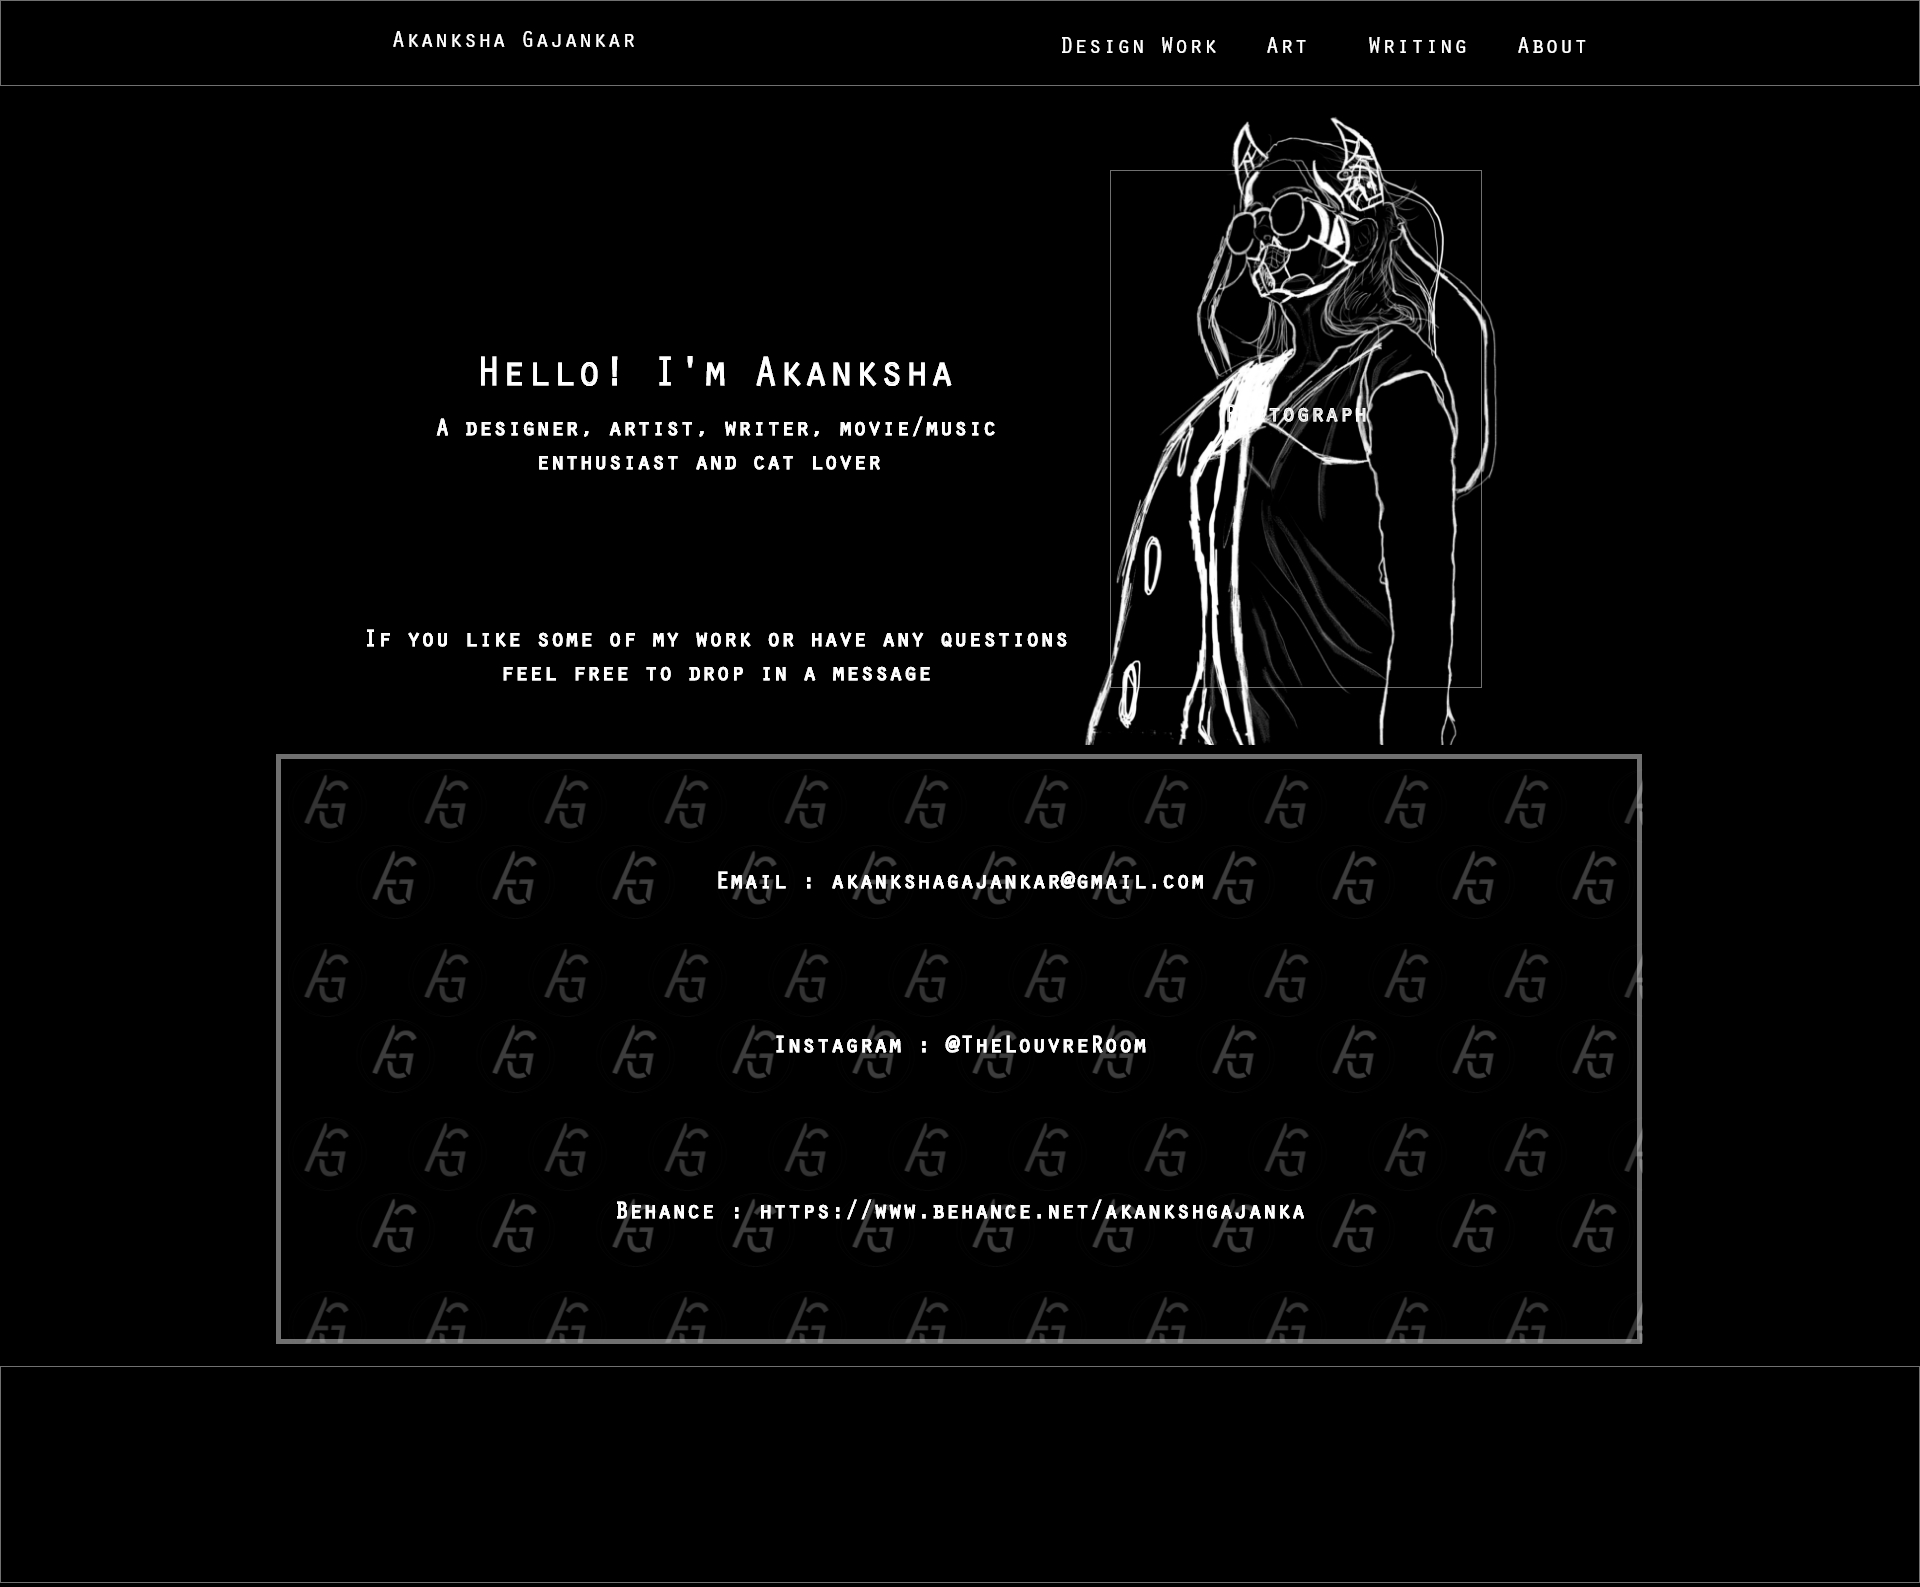 Akanksha Gajankar
Design Work Art Writing About
Hello! I'm Akanksha
A designer, artist, writer, movie/music
enthusiast and cat lover
Photograph
If you like some of my work or have any questions
feel free to drop in a message
Email : akankshagajankar@gmail.com
Instagram : @TheLouvreRoom
Behance : https://www.behance.net/akankshgajanka